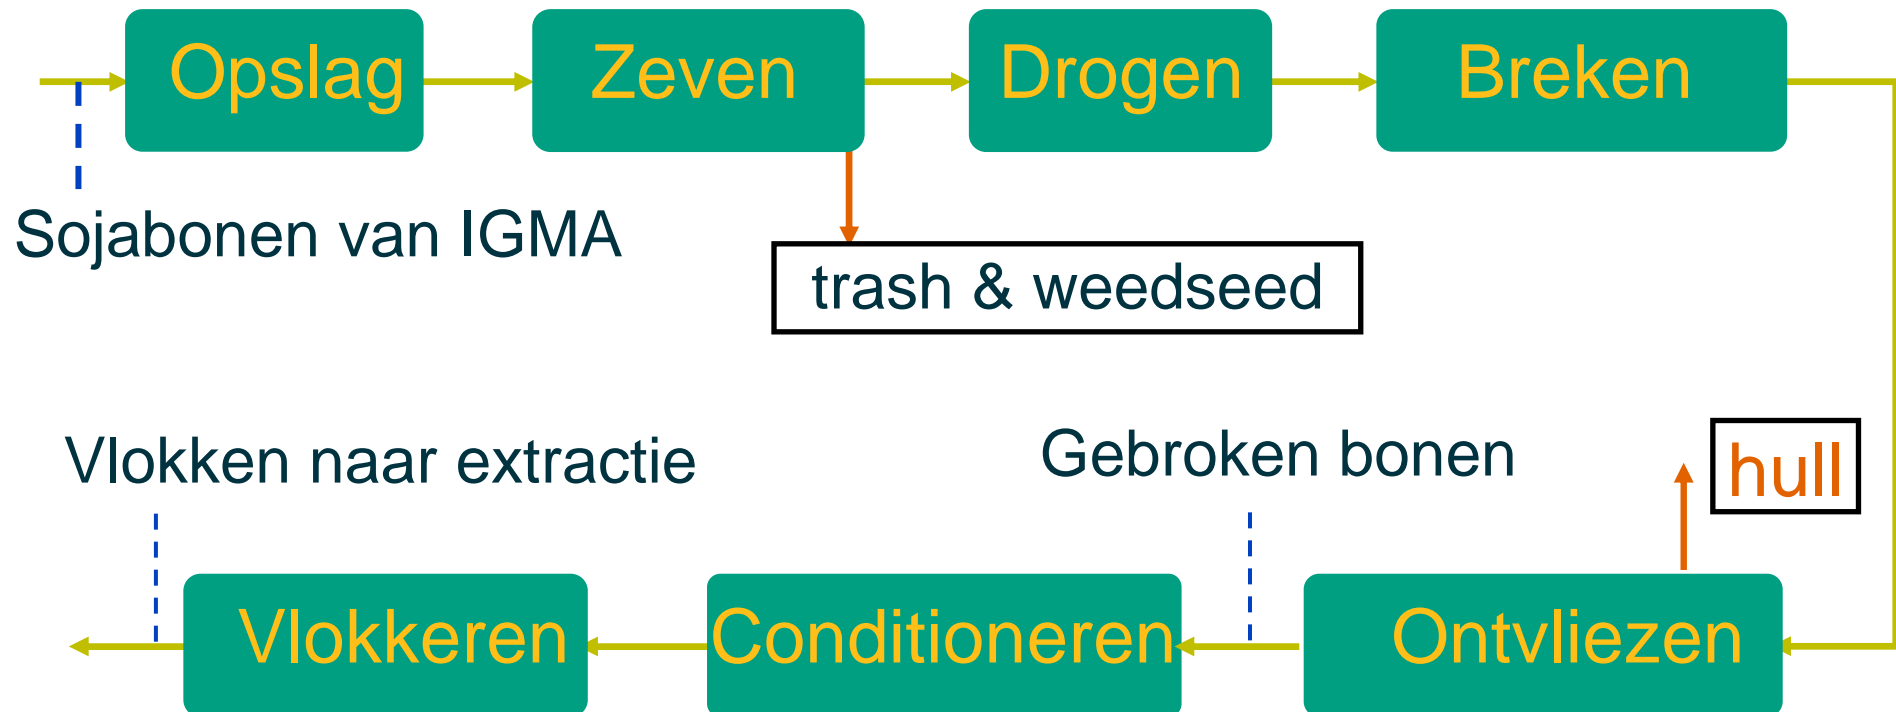 Opslag
Zeven
Drogen
Breken
Sojabonen van IGMA
trash & weedseed
Vlokken naar extractie
Gebroken bonen
hull
Vlokkeren
Conditioneren
Ontvliezen